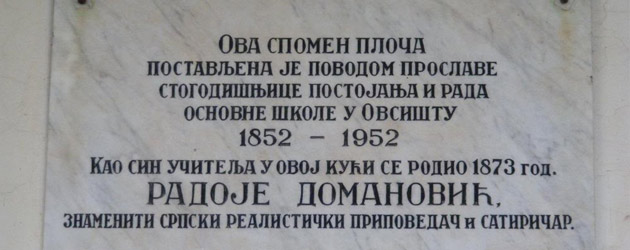 ОВА СПОМЕН ПЛОЧА
ПОСТАВЉЕНА ЈЕ ПОВОДОМ ПРОСЛАВЕ
СТОГОДИШЊИЦЕ ПОСТОЈАЊА И РАДА
ОСНОВНЕ ШКОЛЕ У ОВСИШТУ
1852 – 1952
КАО СИН УЧИТЕЉА У ОВОЈ КУЋИ СЕ РОДИО 1873 ГОД.
РАДОЈЕ ДОМАНОВИЋ,
ЗНАМЕНИТИ СРПСКИ РЕАЛИСТИЧКИ ПРИПОВЕДАЧ И САТИРИЧАР.